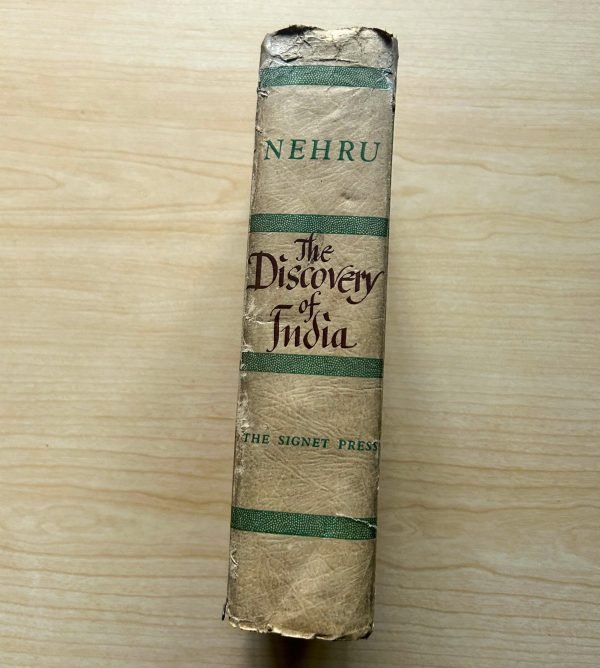 NEHRU
The
Discovery
of
India
THE SIGNET PRESS